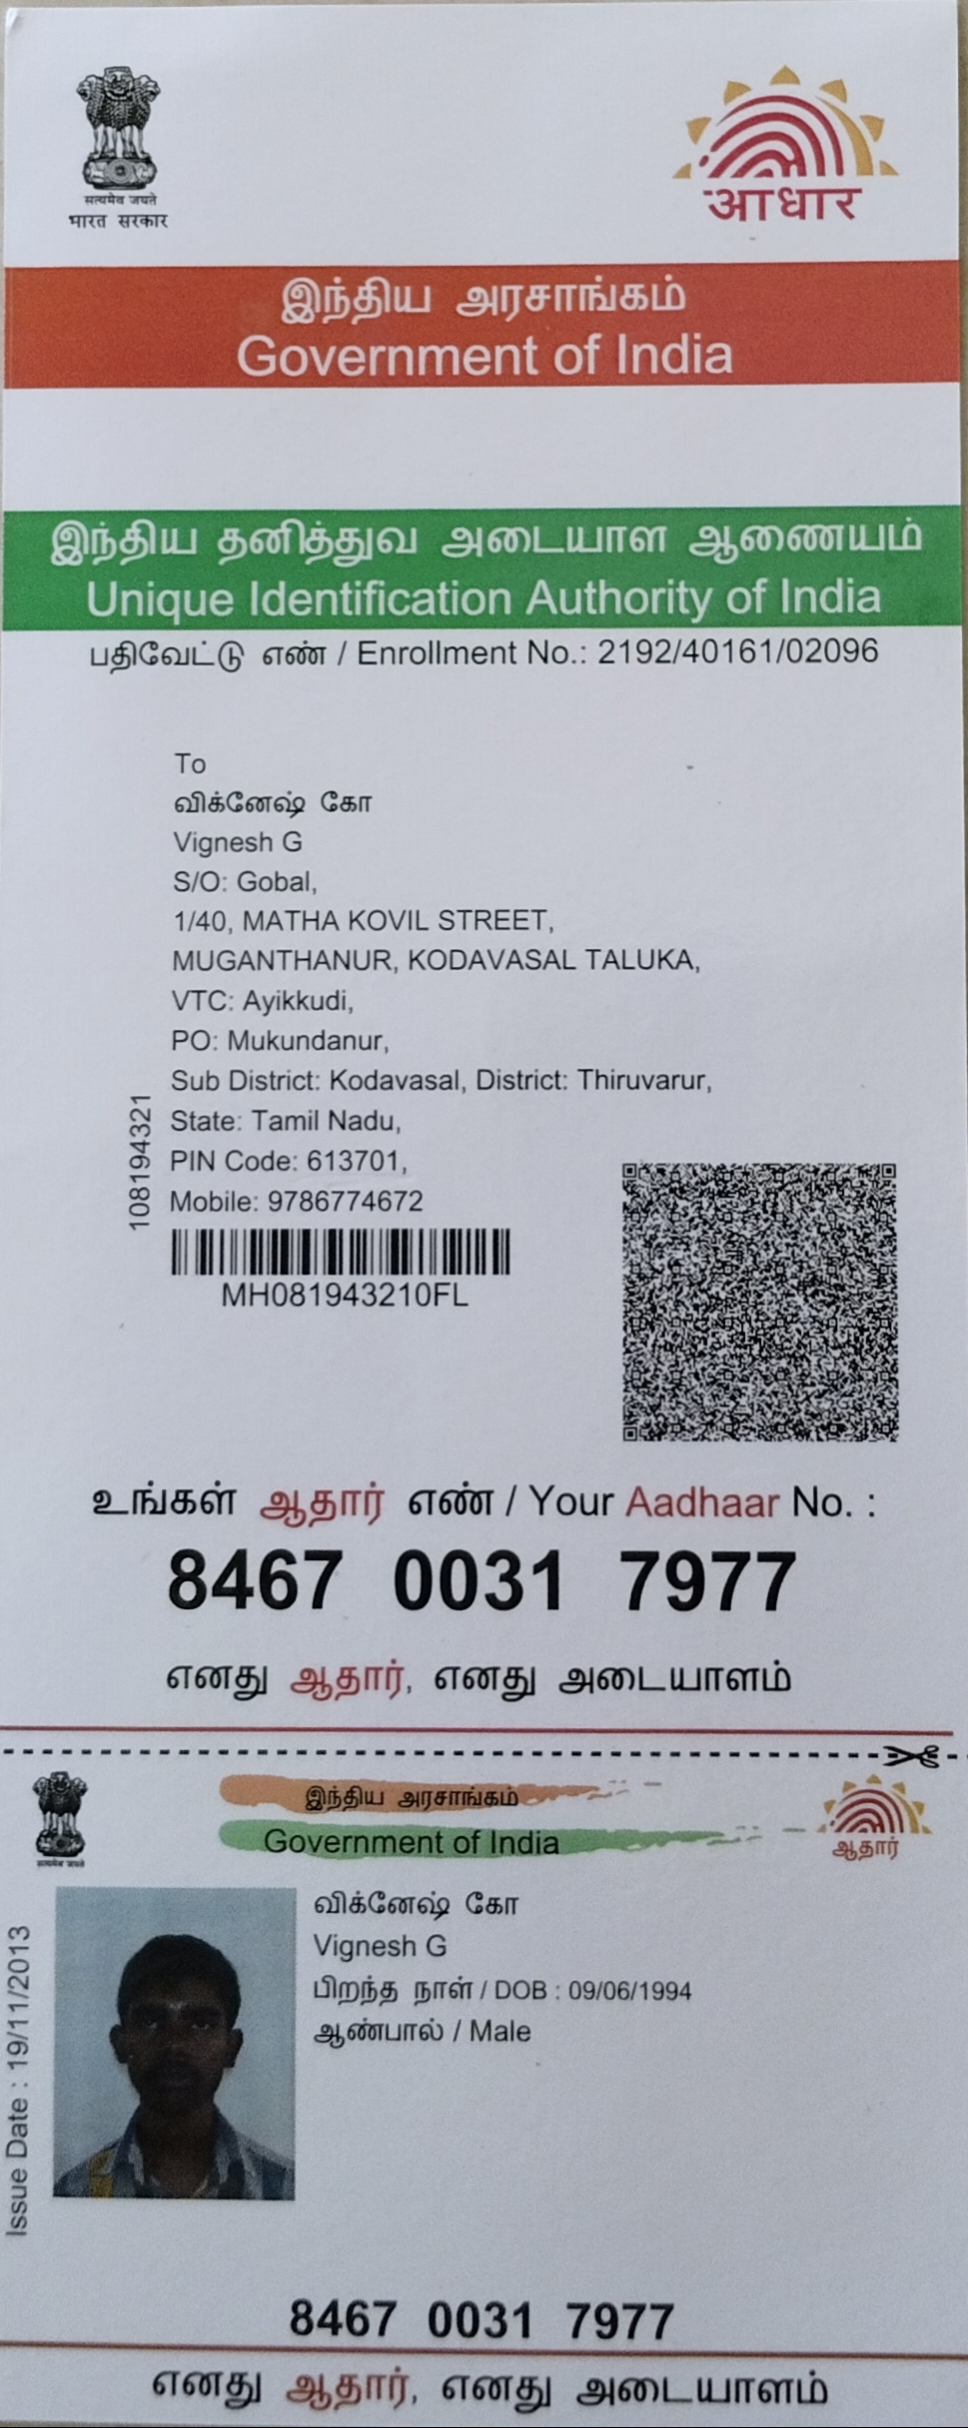 सत्यमेव जयते
भारत सरकार
आधार
இந்திய அரசாங்கம்
Government of India
இந்திய தனித்துவ அடையாள ஆணையம்
Unique Identification Authority of India
பதிவேட்டு எண் / Enrollment No.: 2192/40161/02096
To
விக்னேஷ் கோ
Vignesh G
S/O: Gobal,
1/40, MATHA KOVIL STREET,
MUGANTHANUR, KODAVASAL TALUKA,
VTC: Ayikkudi,
PO: Mukundanur,
Sub District: Kodavasal, District: Thiruvarur,
State: Tamil Nadu,
PIN Code: 613701,
Mobile: 9786774672
108194321
MH081943210FL
உங்கள் ஆதார் எண் / Your Aadhaar No. :
8467 0031 7977
எனது ஆதார், எனது அடையாளம்
இந்திய அரசாங்கம்
Government of India
सत्यमेव जयते
ஆதார்
விக்னேஷ் கோ
Vignesh G
பிறந்த நாள் / DOB : 09/06/1994
ஆண்பால் / Male
Issue Date : 19/11/2013
8467 0031 7977
எனது ஆதார், எனது அடையாளம்